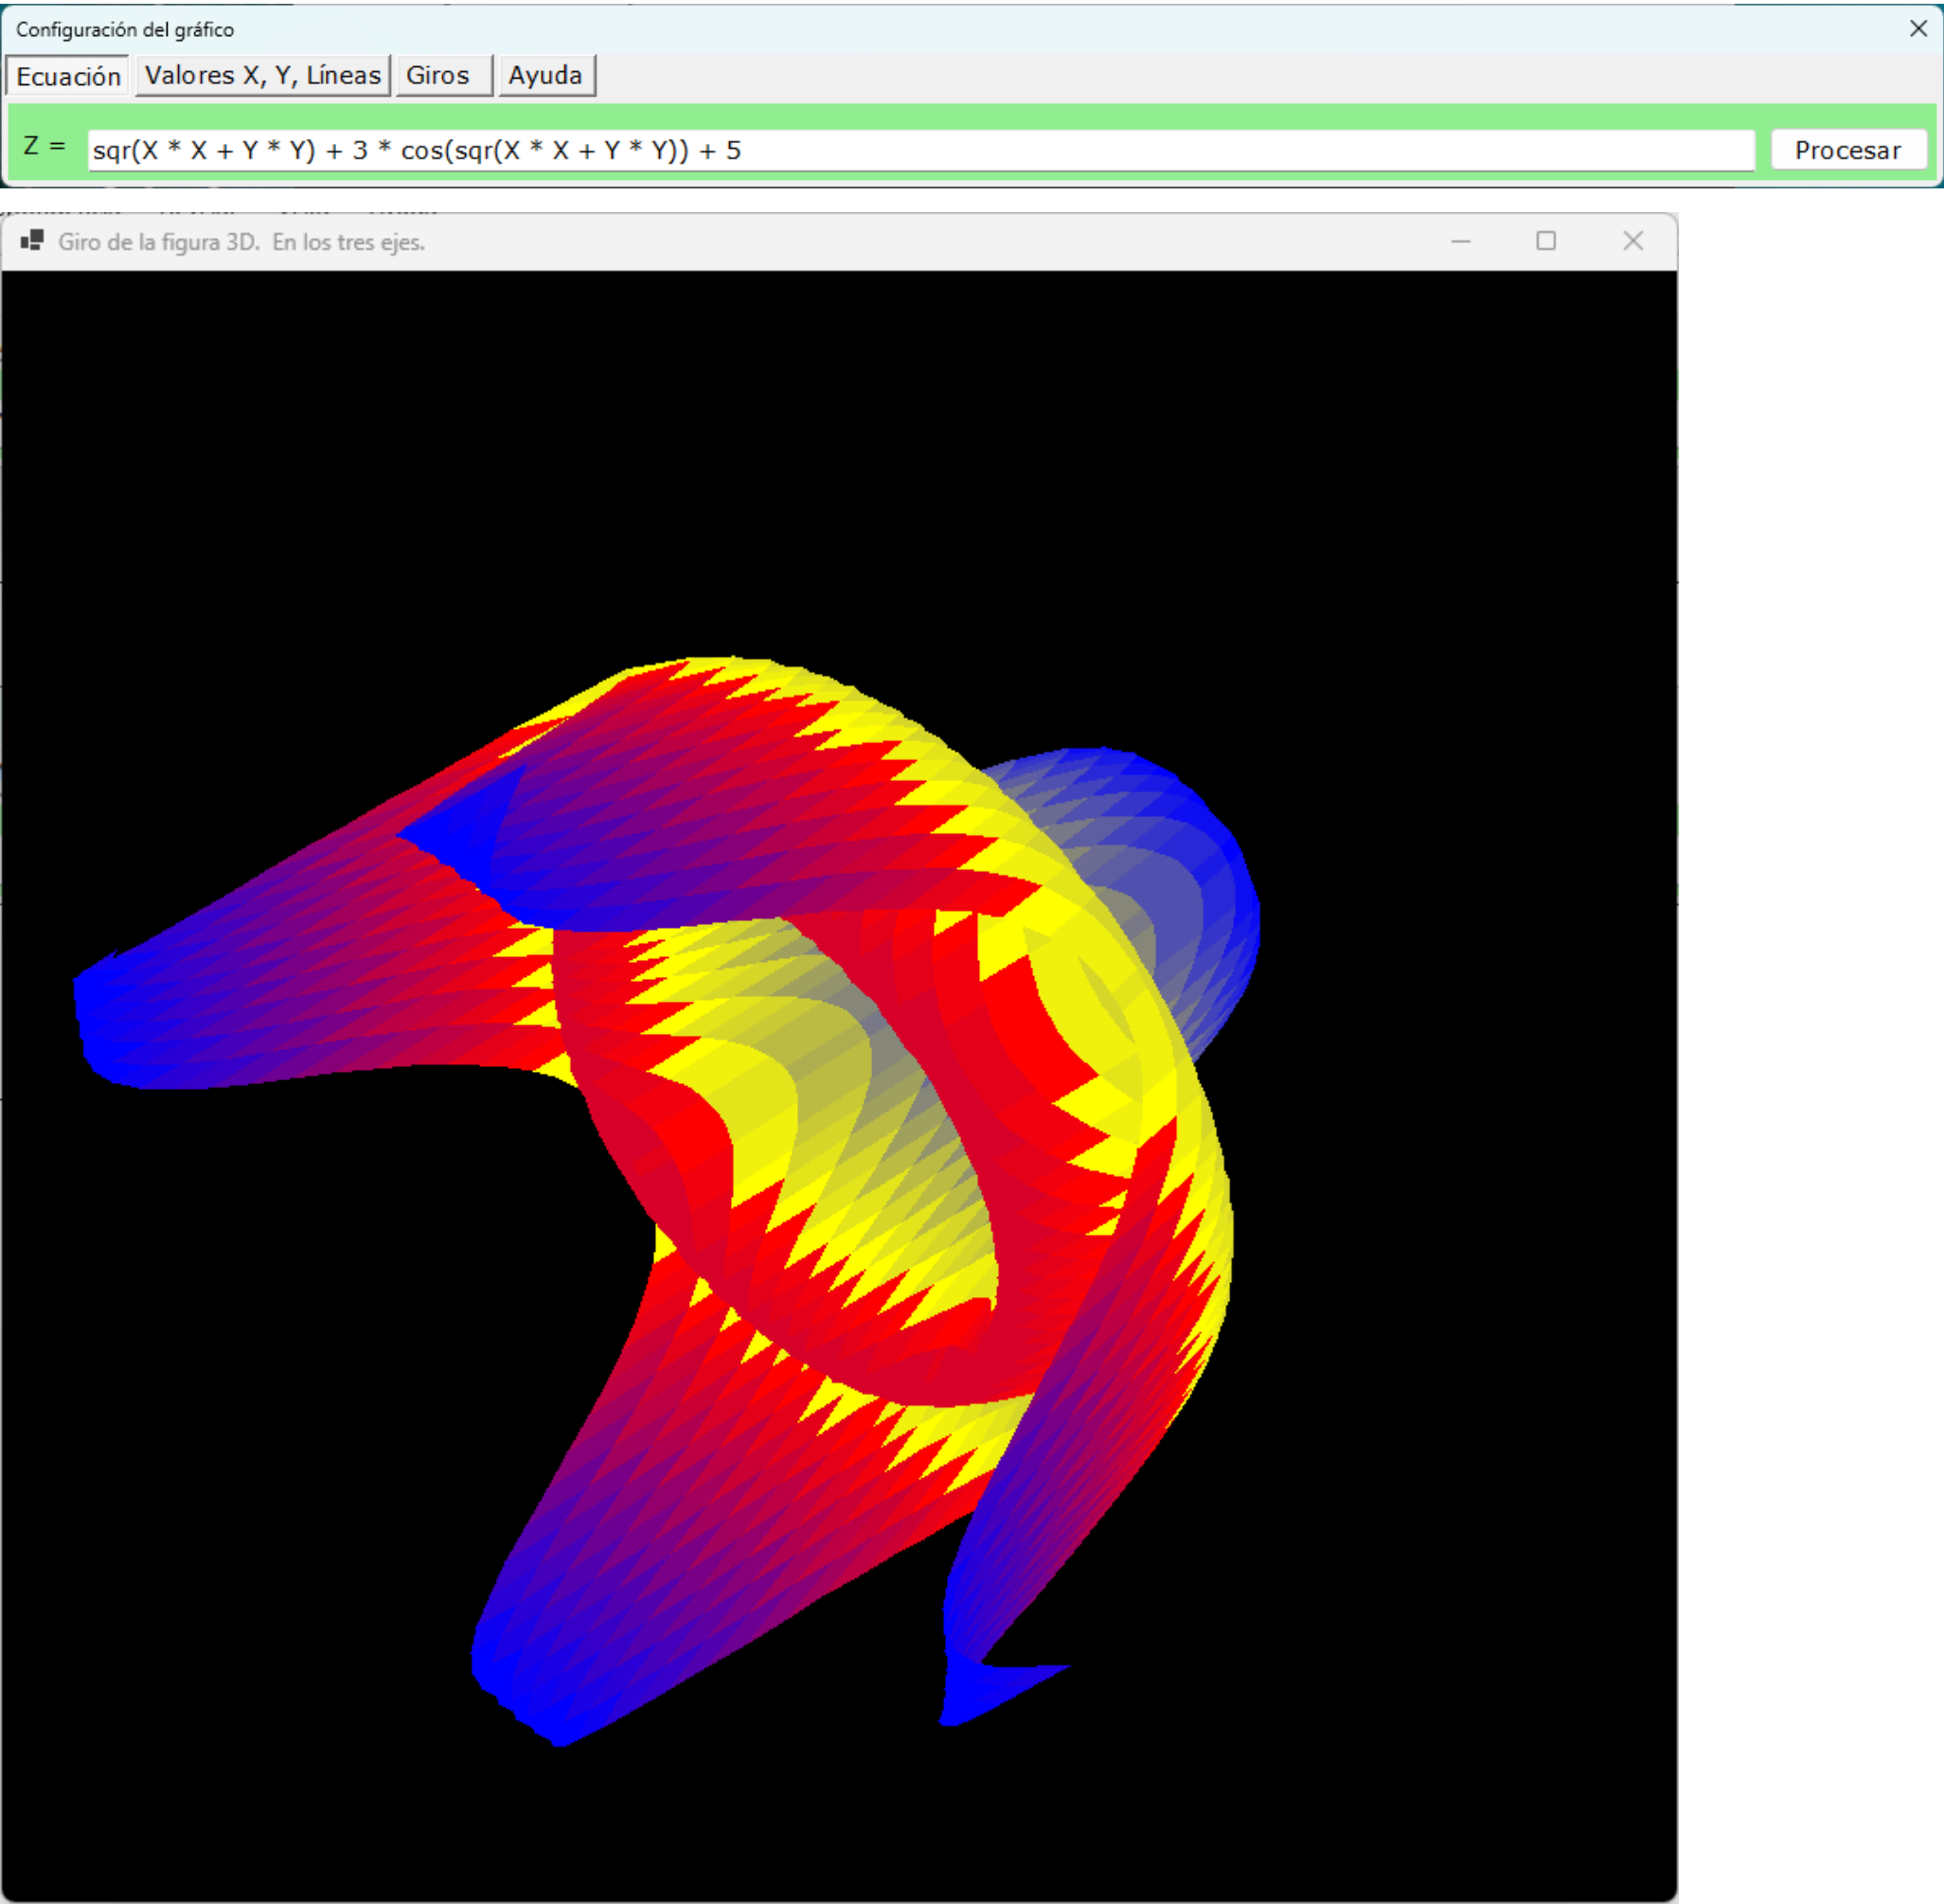 Configuración del gráfico
Ecuación Valores X, Y, Líneas Giros Ayuda
Z = sqr(X * X + Y * Y) + 3 * cos(sqr(X * X + Y * Y)) + 5 Procesar
Giro de la figura 3D. En los tres ejes.